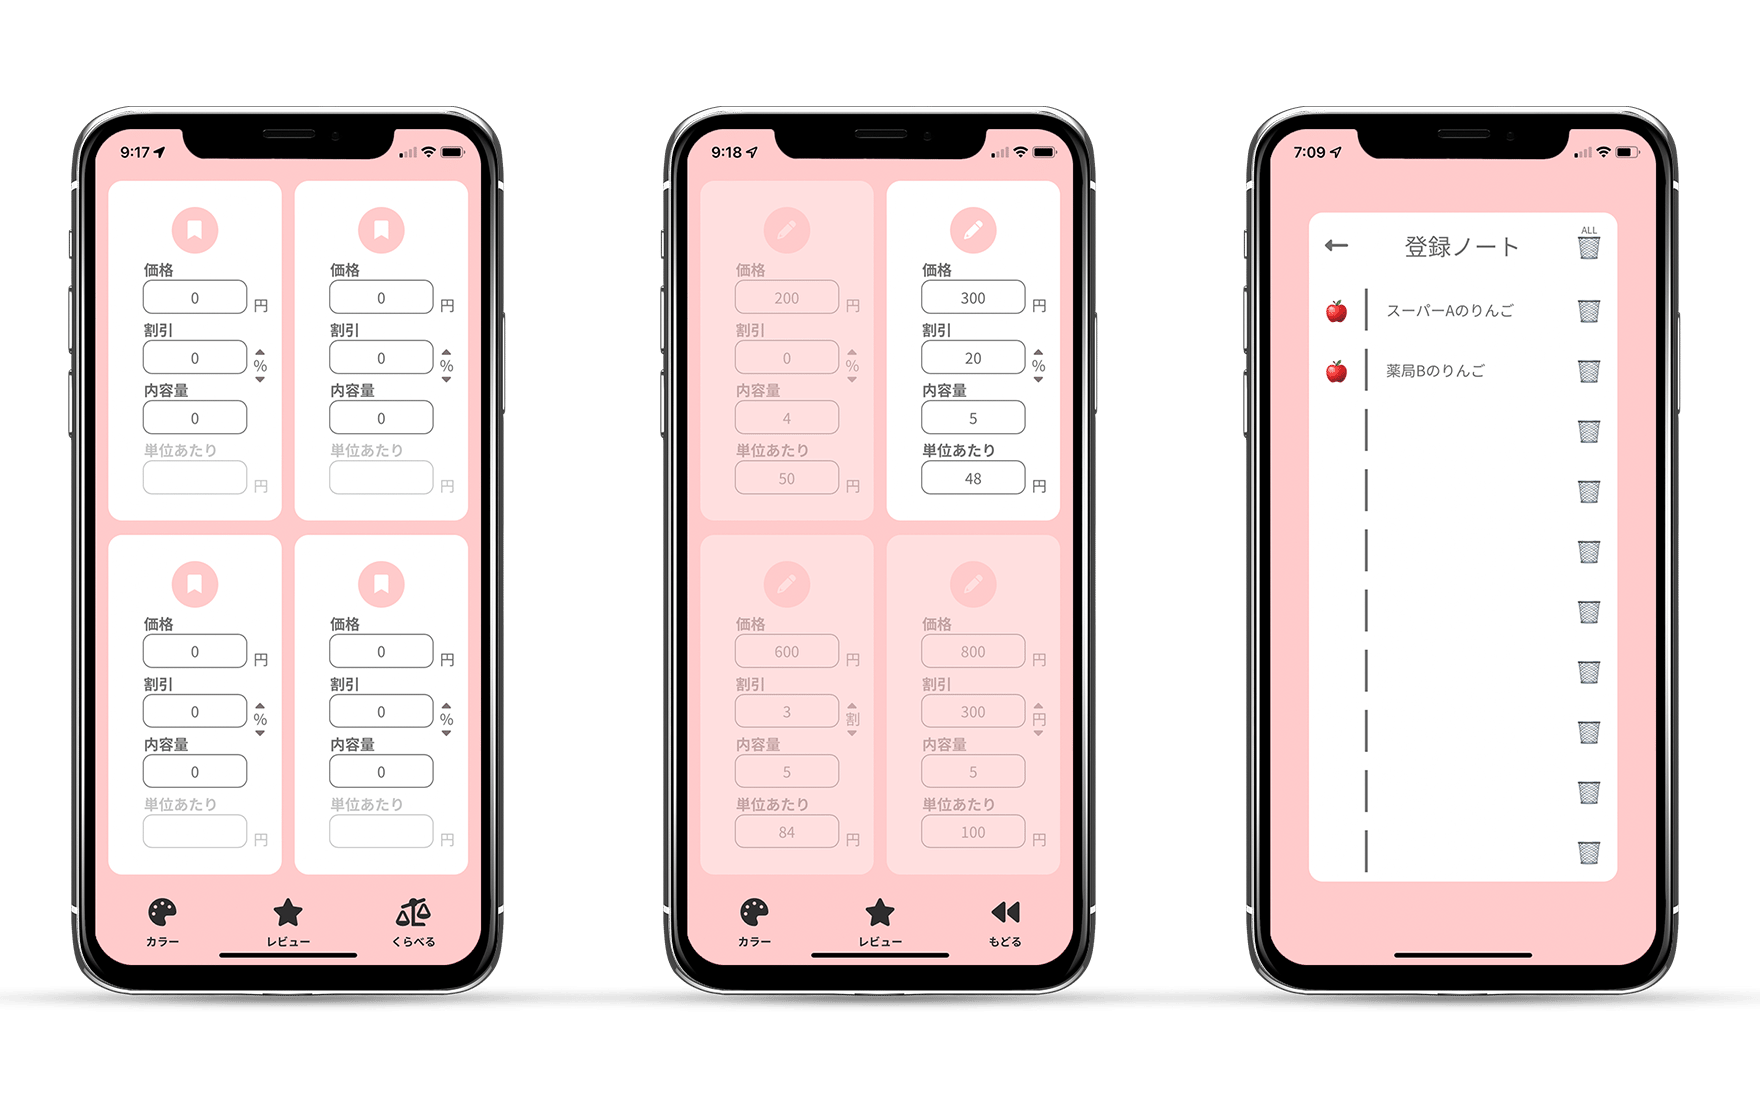 9:17
価格
0 円
割引
0 %
内容量
0
単位あたり
円
価格
0 円
割引
0 %
内容量
0
単位あたり
円
価格
0 円
割引
0 %
内容量
0
単位あたり
円
価格
0 円
割引
0 %
内容量
0
単位あたり
円
カラー
レビュー
くらべる
9:18
価格
200 円
割引
0 %
内容量
4
単位あたり
50 円
価格
300 円
割引
20 %
内容量
5
単位あたり
48 円
価格
600 円
割引
3 割
内容量
5
単位あたり
84 円
価格
800 円
割引
300 円
内容量
5
単位あたり
100 円
カラー
レビュー
もどる
7:09
ALL
登録ノート
スーパーAのりんご
薬局Bのりんご